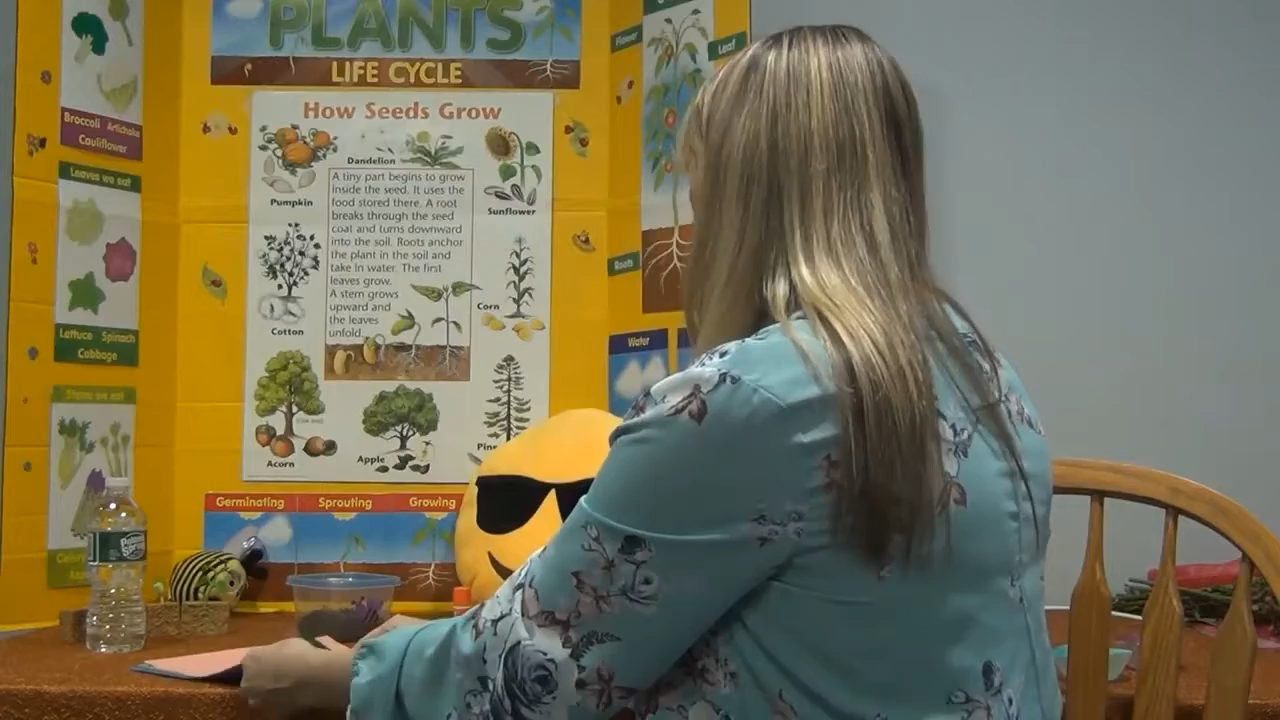 PLANTS
LIFE CYCLE
How Seeds Grow
Dandelion
Pumpkin
Sunflower
A tiny part begins to grow
inside the seed. It uses the
food stored there. A root
breaks through the seed
coat and turns downward
into the soil. Roots anchor
the plant in the soil and
take in water. The first
leaves grow.
A stem grows
upward and
the leaves
unfold.
Cotton
Corn
Acorn
Apple
Germinating
Sprouting
Growing
Broccoli Artichoke
Cauliflower
Leaves we eat
Lettuce Spinach
Cabbage
Stems we eat
Flower
Leaf
Roots
Water